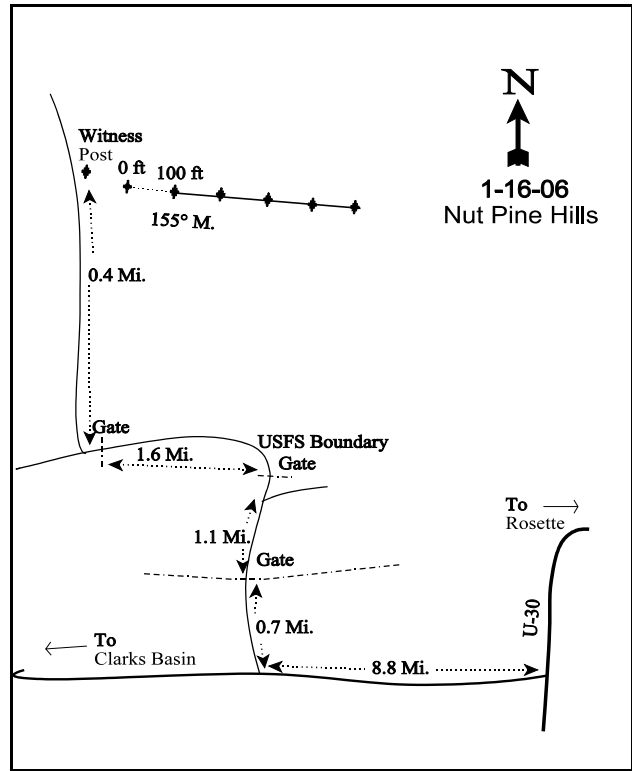 N
1-16-06
Nut Pine Hills
Witness
Post
0 ft
100 ft
155° M.
0.4 Mi.
Gate
1.6 Mi.
USFS Boundary
Gate
1.1 Mi.
Gate
To
Rosette
U-30
0.7 Mi.
To
Clarks Basin
8.8 Mi.